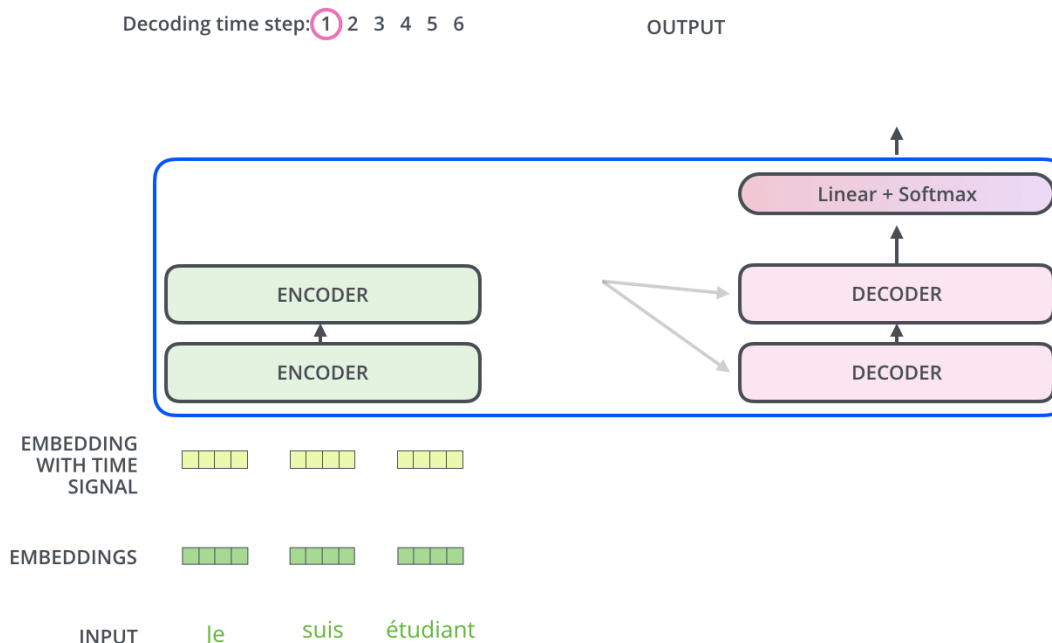 Decoding time step: 1 2 3 4 5 6
OUTPUT
Linear + Softmax
ENCODER
DECODER
ENCODER
DECODER
EMBEDDING
WITH TIME
SIGNAL
EMBEDDINGS
INPUT
Je suis étudiant